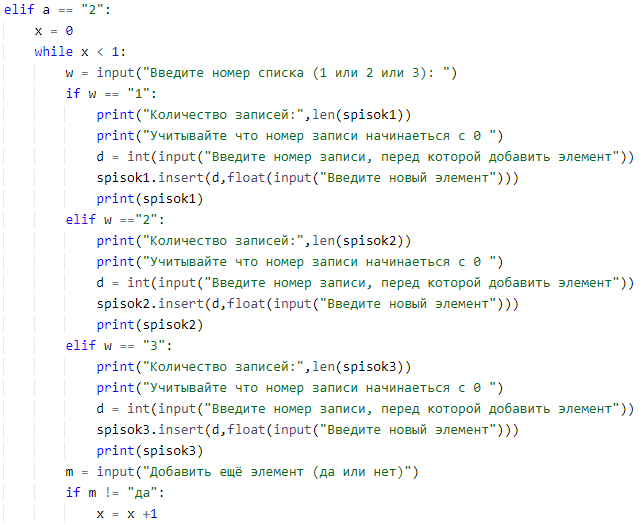 elif a == "2":
    x = 0
    while x < 1:
        w = input("Введите номер списка (1 или 2 или 3): ")
        if w == "1":
            print("Количество записей:",len(spisok1))
            print("Учитывайте что номер записи начинаеться с 0 ")
            d = int(input("Введите номер записи, перед которой добавить элемент"))
            spisok1.insert(d,float(input("Введите новый элемент")))
            print(spisok1)
        elif w =="2":
            print("Количество записей:",len(spisok2))
            print("Учитывайте что номер записи начинаеться с 0 ")
            d = int(input("Введите номер записи, перед которой добавить элемент"))
            spisok2.insert(d,float(input("Введите новый элемент")))
            print(spisok2)
        elif w == "3":
            print("Количество записей:",len(spisok3))
            print("Учитывайте что номер записи начинаеться с 0 ")
            d = int(input("Введите номер записи, перед которой добавить элемент"))
            spisok3.insert(d,float(input("Введите новый элемент")))
            print(spisok3)
        m = input("Добавить ещё элемент (да или нет)")
        if m != "да":
            x = x +1